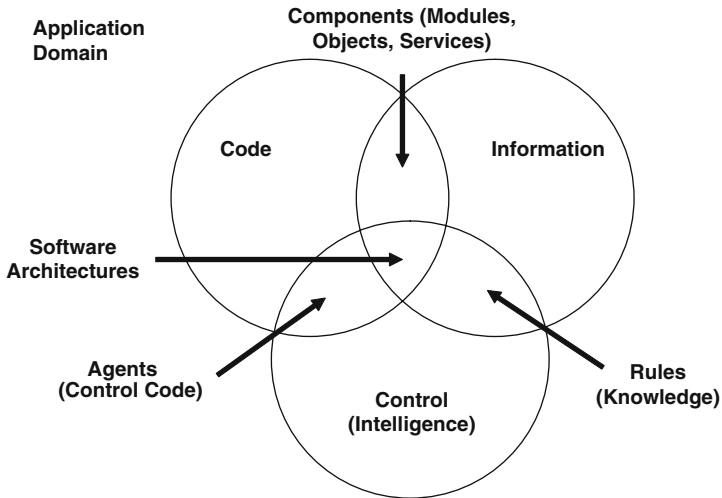 Application
Domain
Components (Modules,
Objects, Services)
Code
Information
Software
Architectures
Agents
(Control Code)
Control
(Intelligence)
Rules
(Knowledge)